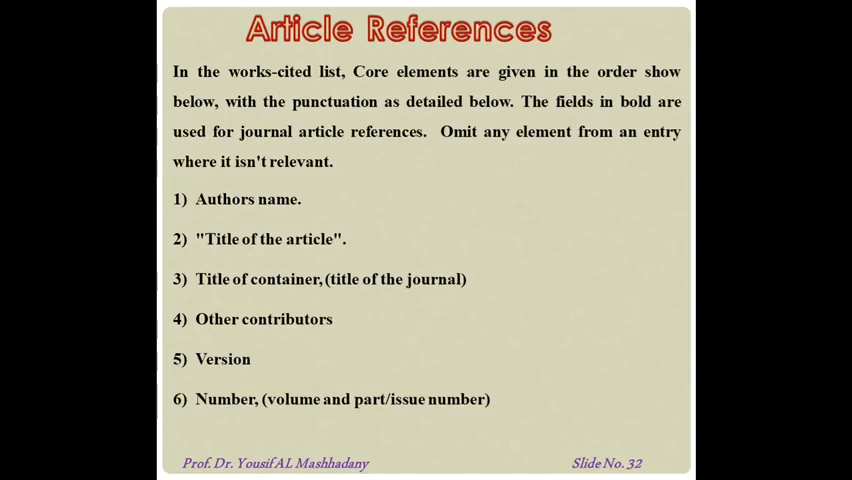 Article References
In the works-cited list, Core elements are given in the order show
below, with the punctuation as detailed below. The fields in bold are
used for journal article references. Omit any element from an entry
where it isn't relevant.
1) Authors name.
2) "Title of the article".
3) Title of container, (title of the journal)
4) Other contributors
5) Version
6) Number, (volume and part/issue number)
Prof. Dr. Yousif AL Mashhadany
Slide No. 32